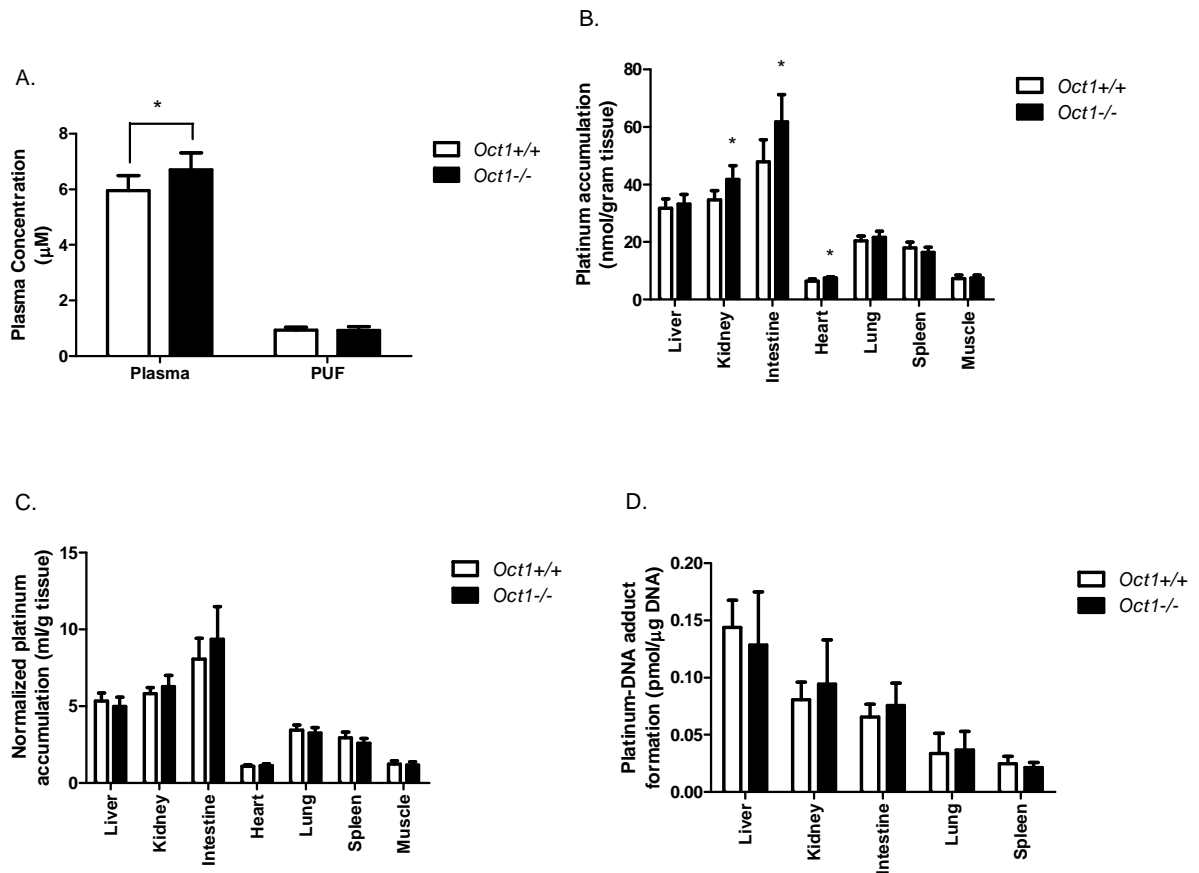 A.
*
Plasma Concentration
(µM)
8
6
4
2
0
Plasma
PUF
Oct1+/+
Oct1-/-
B.
Platinum accumulation
(nmol/gram tissue)
80
60
40
20
0
*
*
*
Liver
Kidney
Intestine
Heart
Lung
Spleen
Muscle
Oct1+/+
Oct1-/-
C.
Normalized platinum
accumulation (ml/g tissue)
15
10
5
0
Liver
Kidney
Intestine
Heart
Lung
Spleen
Muscle
Oct1+/+
Oct1-/-
D.
Platinum-DNA adduct
formation (pmol/µg DNA)
0.20
0.15
0.10
0.05
0.00
Liver
Kidney
Intestine
Lung
Spleen
Oct1+/+
Oct1-/-